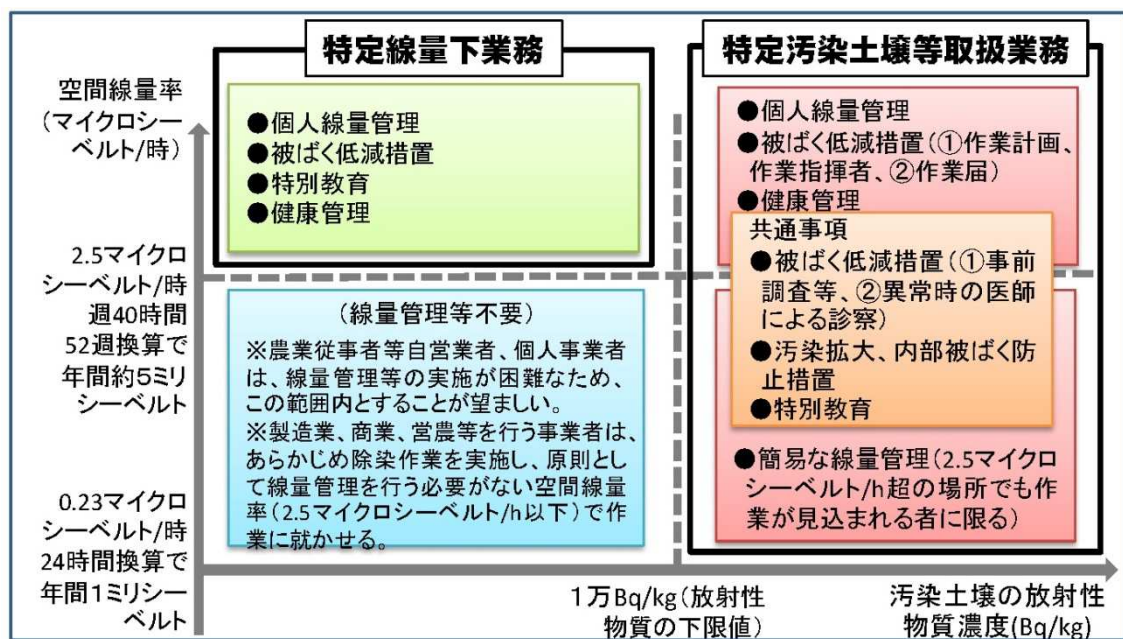 特定線量下業務
特定汚染土壌等取扱業務
空間線量率
(マイクロシー
ベルト/時)
●個人線量管理
●被ばく低減措置
●特別教育
●健康管理
●個人線量管理
●被ばく低減措置(①作業計画、
作業指揮者、②作業届)
●健康管理
共通事項
●被ばく低減措置(①事前
調査等、②異常時の医師
による診察)
●汚染拡大、内部被ばく防
止措置
●特別教育
●簡易な線量管理(2.5マイクロ
シーベルト/h超の場所でも作
業が見込まれる者に限る)
2.5マイクロ
シーベルト/時
週40時間
52週換算で
年間約5ミリ
シーベルト
(線量管理等不要)
※農業従事者等自営業者、個人事業者
は、線量管理等の実施が困難なため、
この範囲内とすることが望ましい。
※製造業、商業、営農等を行う事業者は、
あらかじめ除染作業を実施し、原則とし
て線量管理を行う必要がない空間線量
率(2.5マイクロシーベルト/h以下)で作
業に就かせる。
0.23マイクロ
シーベルト/時
24時間換算で
年間1ミリシー
ベルト
1万Bq/kg(放射性
物質の下限値)
汚染土壌の放射性
物質濃度(Bq/kg)